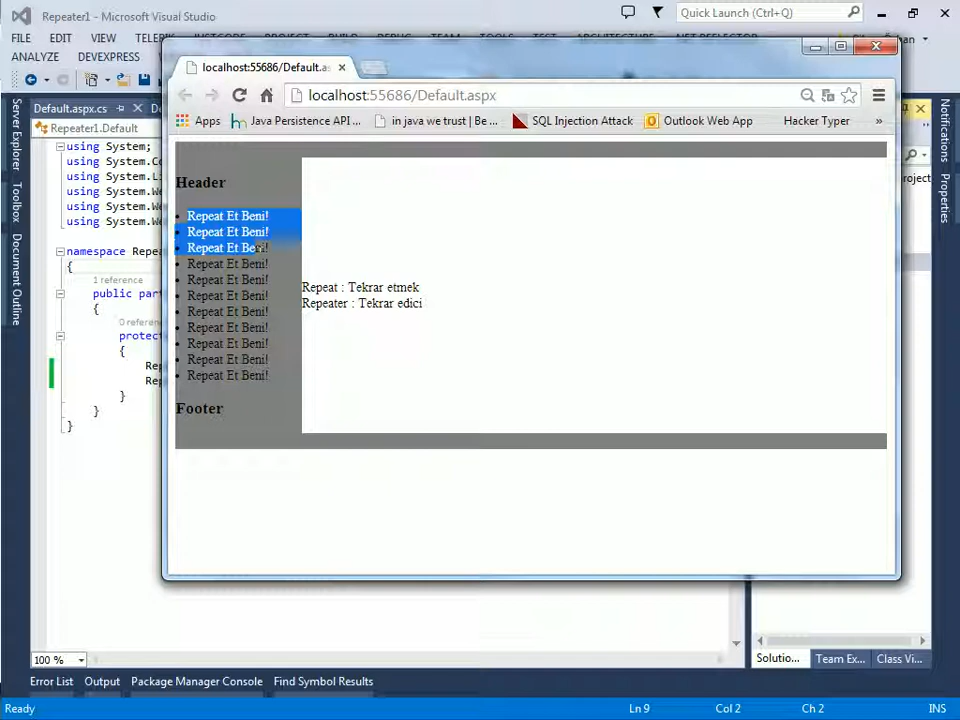 Repeater1 - Microsoft Visual Studio
Quick Launch (Ctrl+Q)
FILE EDIT VIEW
ANALYZE DEVEXPRESS
localhost:55686/Default.a
localhost:55686/Default.aspx
Apps Java Persistence API ... in java we trust | Be ... SQL Injection Attack Outlook Web App Hacker Typer »
Default.aspx.cs
Repeater1.Default
Server Explorer
Toolbox
Document Outline
Notifications
Properties
using System;
using System.Co
using System.Li
using System.We
using System.We
using System.We
namespace Repea
{
1 reference
public part
{
0 refere
protec
{
Rep
Rep
}
}
}
Header
• Repeat Et Beni!
• Repeat Et Beni!
• Repeat Et Beni!
• Repeat Et Beni!
• Repeat Et Beni!
• Repeat Et Beni!
• Repeat Et Beni!
• Repeat Et Beni!
• Repeat Et Beni!
• Repeat Et Beni!
• Repeat Et Beni!
Footer
Repeat : Tekrar etmek
Repeater : Tekrar edici
100 %
Solutio... Team Ex... Class Vi...
Error List Output Package Manager Console Find Symbol Results
Ready Ln 9 Col 2 Ch 2 INS